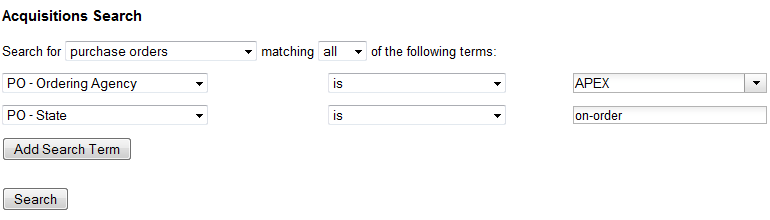 Acquisitions Search
Search for purchase orders matching all of the following terms:
PO - Ordering Agency is APEX
PO - State is on-order
Add Search Term
Search